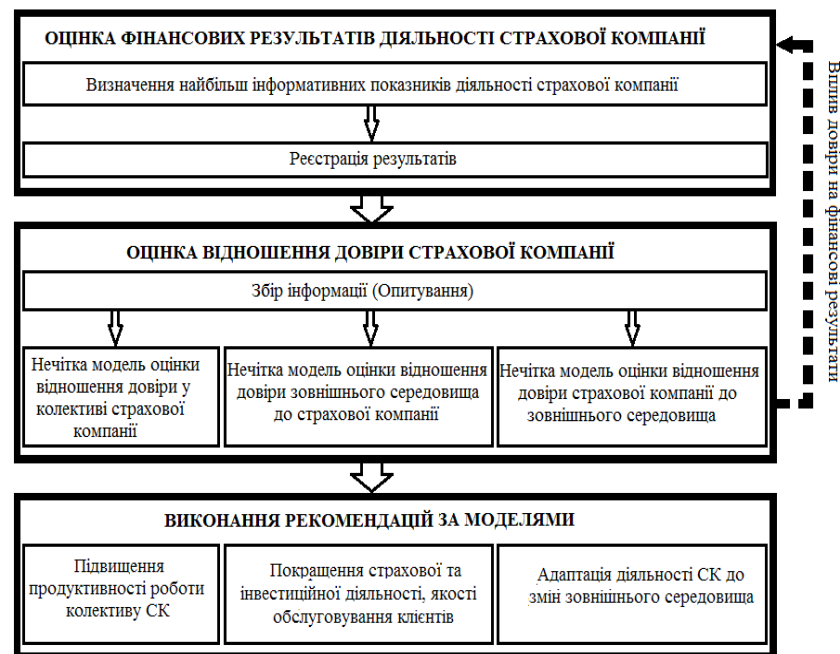 ОЦІНКА ФІНАНСОВИХ РЕЗУЛЬТАТІВ ДІЯЛЬНОСТІ СТРАХОВОЇ КОМПАНІЇ
Визначення найбільш інформативних показників діяльності страхової компанії
Реєстрація результатів
ОЦІНКА ВІДНОШЕННЯ ДОВІРИ СТРАХОВОЇ КОМПАНІЇ
Збір інформації (Опитування)
Нечітка модель оцінки
відношення довіри у
колективі страхової
компанії
Нечітка модель оцінки відношення
довіри зовнішнього середовища
до страхової компанії
Нечітка модель оцінки відношення
довіри страхової компанії до
зовнішнього середовища
ВИКОНАННЯ РЕКОМЕНДАЦІЙ ЗА МОДЕЛЯМИ
Підвищення
продуктивності роботи
колективу СК
Покращення страхової та
інвестиційної діяльності, якості
обслуговування клієнтів
Адаптація діяльності СК до
змін зовнішнього середовища
Вплив довіри на фінансові результати